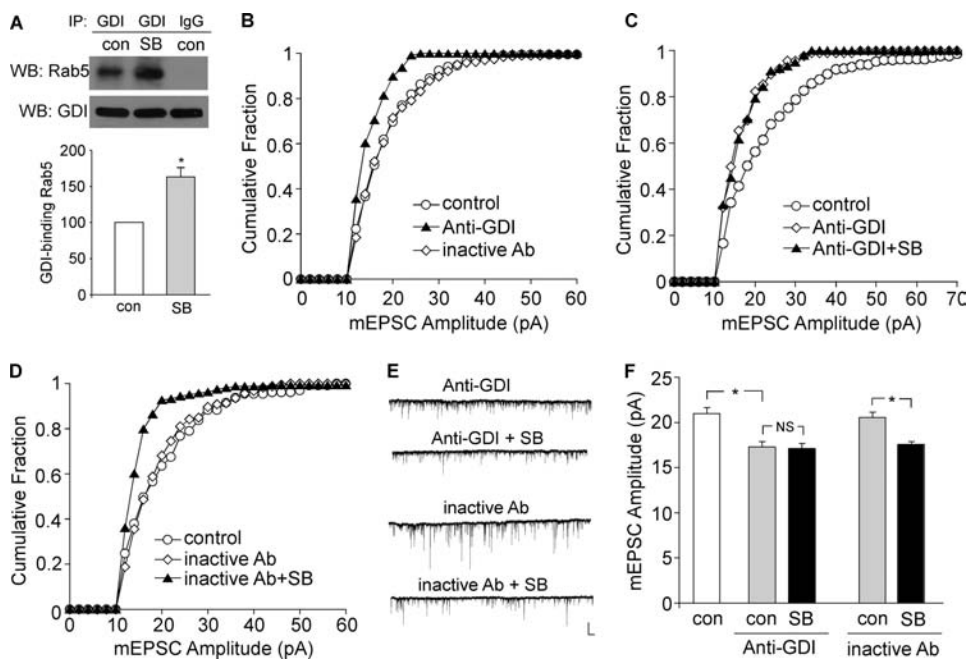 A
IP: GDI GDI IgG
con SB con
WB: Rab5
WB: GDI
GDI-binding Rab5
200
150
100
50
0
*
con SB
B
Cumulative Fraction
1
0.8
0.6
0.4
0.2
0
control
Anti-GDI
inactive Ab
0 10 20 30 40 50 60
mEPSC Amplitude (pA)
C
Cumulative Fraction
1
0.8
0.6
0.4
0.2
0
control
Anti-GDI
Anti-GDI+SB
0 10 20 30 40 50 60 70
mEPSC Amplitude (pA)
D
Cumulative Fraction
1
0.8
0.6
0.4
0.2
0
control
inactive Ab
inactive Ab+SB
0 10 20 30 40 50 60
mEPSC Amplitude (pA)
E
Anti-GDI
Anti-GDI + SB
inactive Ab
inactive Ab + SB
F
mEPSC Amplitude (pA)
25
20
15
10
5
0
*
NS
*
con con SB con SB
Anti-GDI inactive Ab